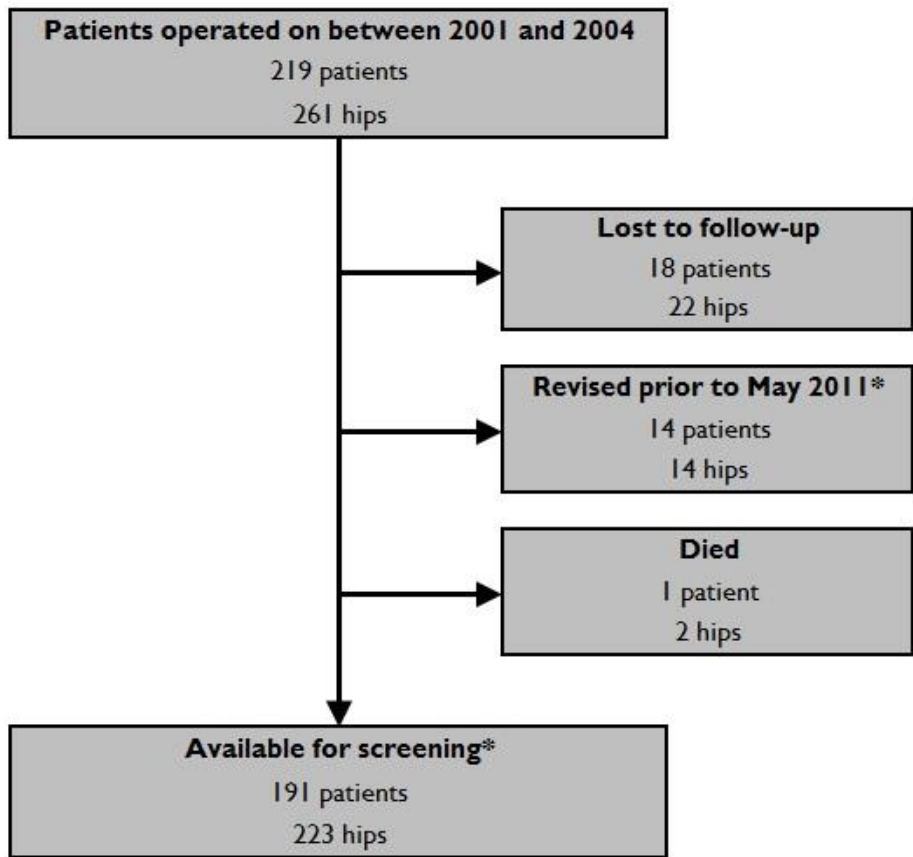 Patients operated on between 2001 and 2004
219 patients
261 hips
Lost to follow-up
18 patients
22 hips
Revised prior to May 2011*
14 patients
14 hips
Died
1 patient
2 hips
Available for screening*
191 patients
223 hips